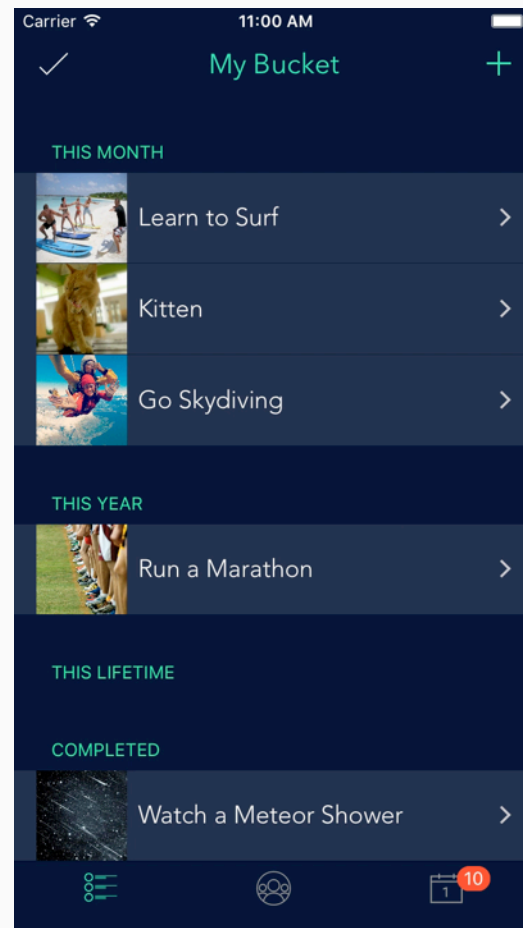 Carrier 11:00 AM
My Bucket
THIS MONTH
Learn to Surf
Kitten
Go Skydiving
THIS YEAR
Run a Marathon
THIS LIFETIME
COMPLETED
Watch a Meteor Shower
1 10